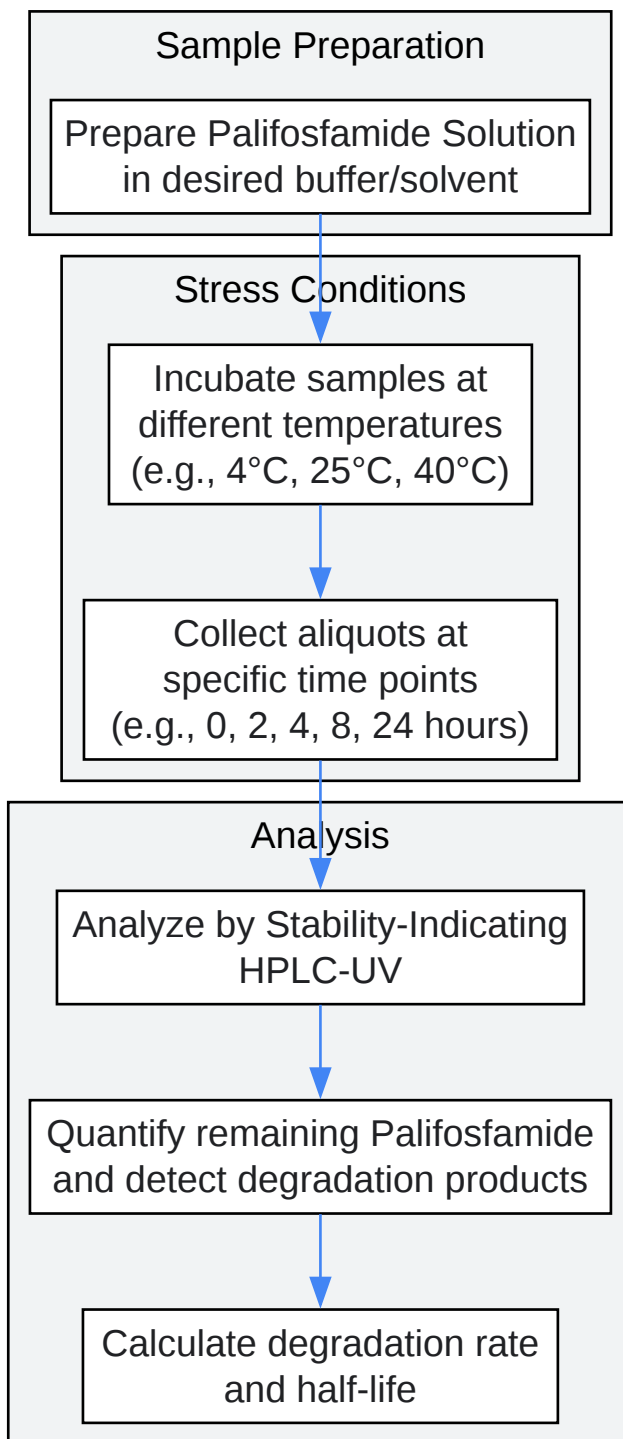 Sample Preparation
Prepare Palifosfamide Solution
in desired buffer/solvent
Stress Conditions
Incubate samples at
different temperatures
(e.g., 4°C, 25°C, 40°C)
Collect aliquots at
specific time points
(e.g., 0, 2, 4, 8, 24 hours)
Analysis
Analyze by Stability-Indicating
HPLC-UV
Quantify remaining Palifosfamide
and detect degradation products
Calculate degradation rate
and half-life